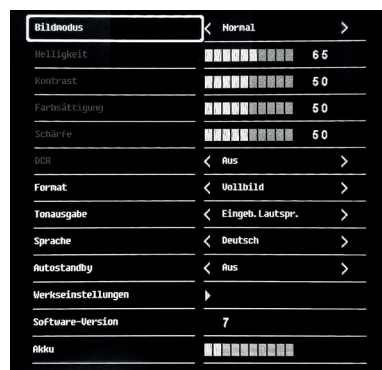 Bildmodus Normal
Helligkeit 65
Kontrast 50
Farbsättigung 50
Schärfe 50
DCR Aus
Format Vollbild
Tonausgabe Eingeb. Lautspr.
Sprache Deutsch
Autostandby Aus
Werkseinstellungen
Software-Version 7
Akku